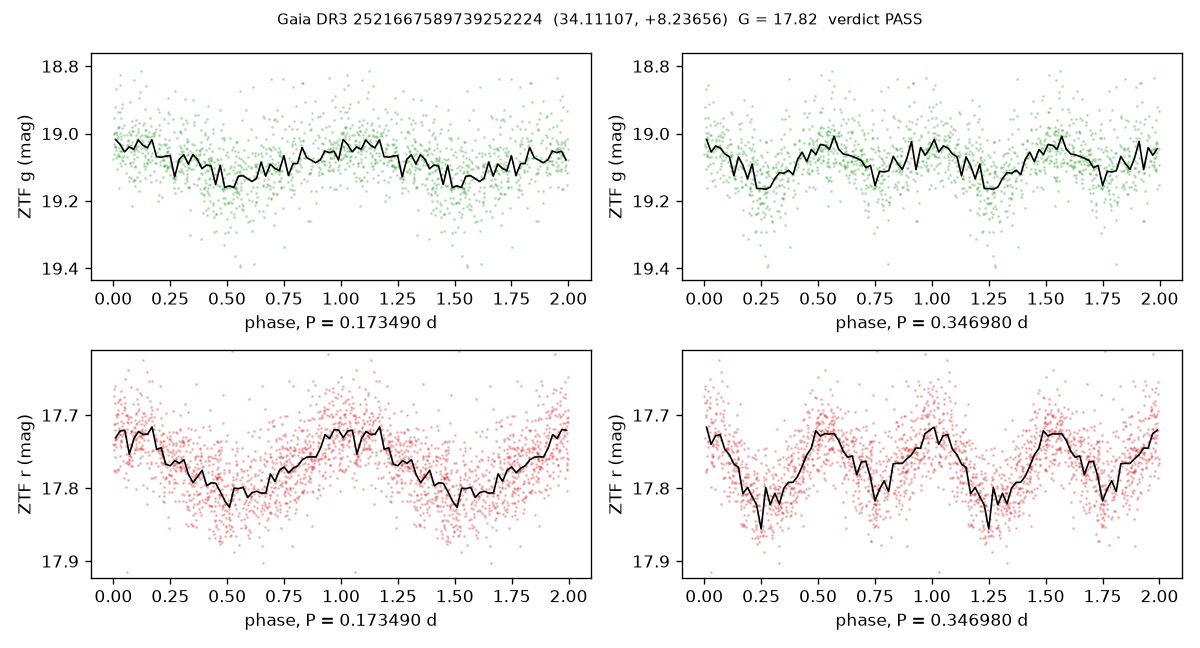 Gaia DR3 2521667589739252224  (34.11107, +8.23656)  G = 17.82  verdict PASS
18.8
19.0
19.2
19.4
ZTF g (mag)
0.00 0.25 0.50 0.75 1.00 1.25 1.50 1.75 2.00
phase, P = 0.173490 d
18.8
19.0
19.2
19.4
ZTF g (mag)
0.00 0.25 0.50 0.75 1.00 1.25 1.50 1.75 2.00
phase, P = 0.346980 d
17.7
17.8
17.9
ZTF r (mag)
0.00 0.25 0.50 0.75 1.00 1.25 1.50 1.75 2.00
phase, P = 0.173490 d
17.7
17.8
17.9
ZTF r (mag)
0.00 0.25 0.50 0.75 1.00 1.25 1.50 1.75 2.00
phase, P = 0.346980 d